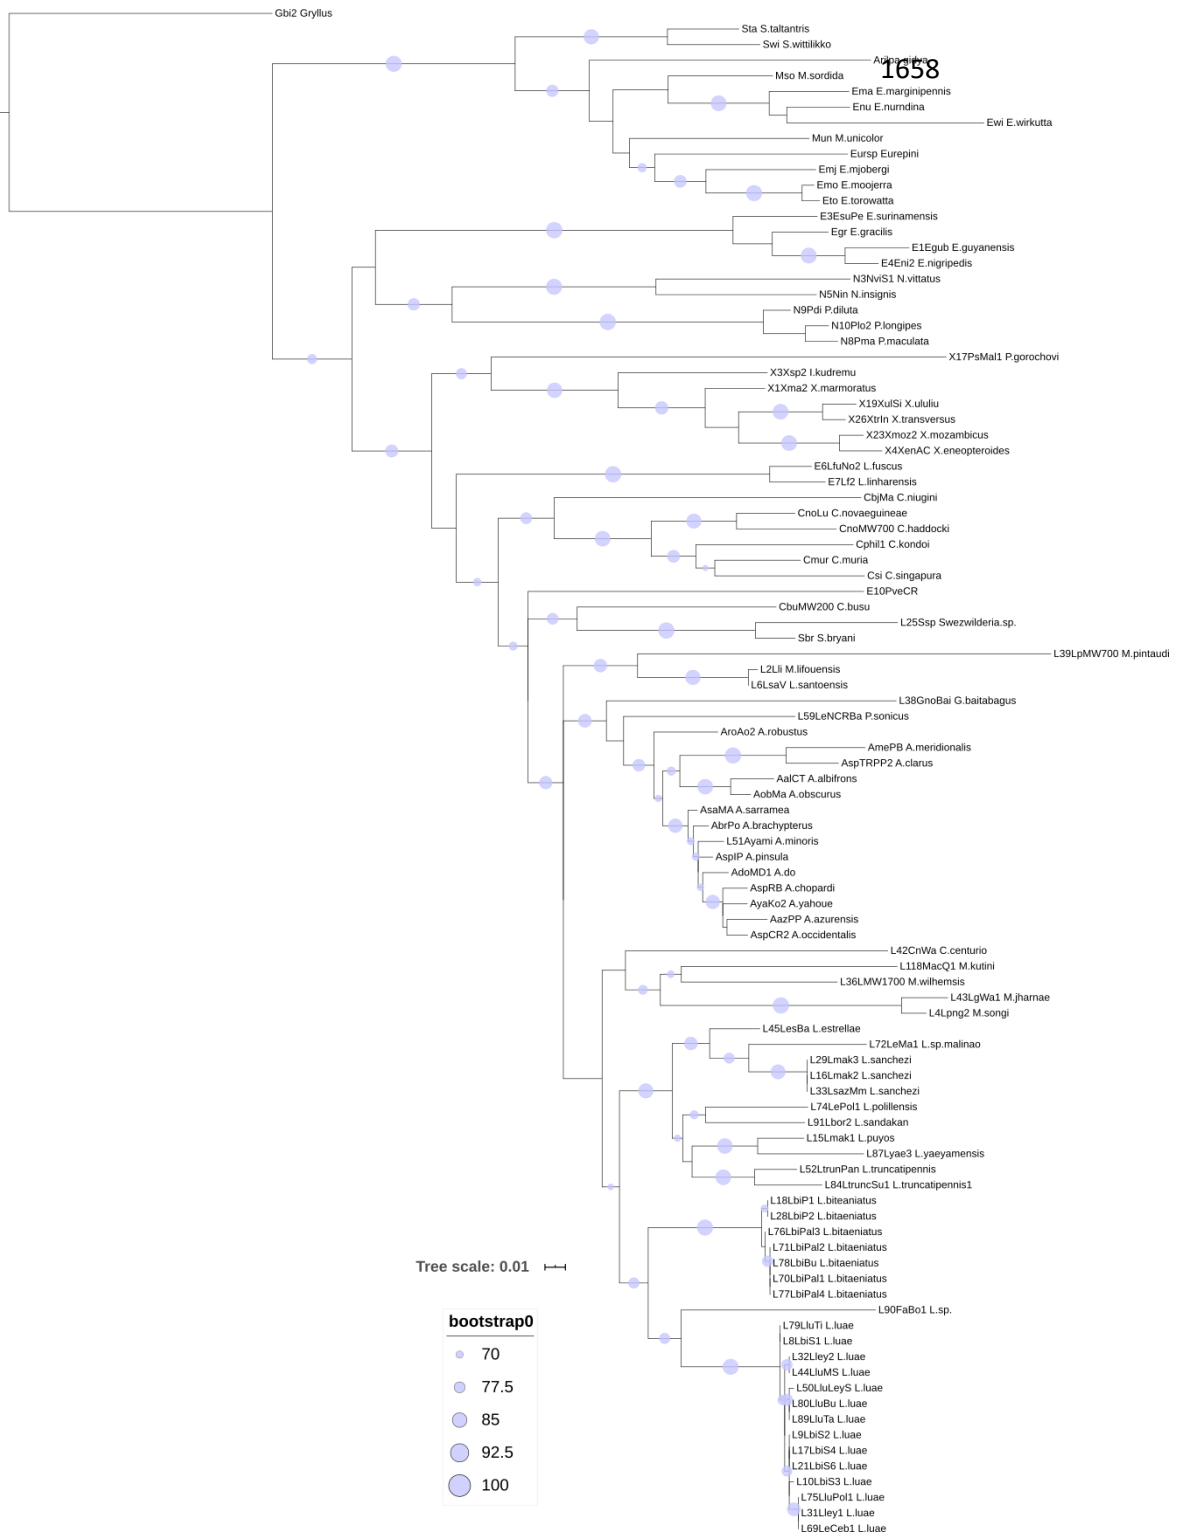 Gbi2 Gryllus
Sta S.taltantris
Swi S.wittilikko
Arilpa gidya
1658
Mso M.sordida
Ema E.marginipennis
Enu E.nurndina
Ewi E.wirkutta
Mun M.unicolor
Eursp Eurepini
Emj E.mjobergi
Emo E.moojerra
Eto E.torowatta
E3EsuPe E.surinamensis
Egr E.gracilis
E1Egub E.guyanensis
E4Eni2 E.nigripedis
N3NviS1 N.vittatus
N5Nin N.insignis
N9Pdi P.diluta
N10Plo2 P.longipes
N8Pma P.maculata
X17PsMal1 P.gorochovi
X3Xsp2 I.kudremu
X1Xma2 X.marmoratus
X19XulSi X.ululiu
X26XtrIn X.transversus
X23Xmoz2 X.mozambicus
X4XenAC X.eneopteroides
E6LfuNo2 L.fuscus
E7Lf2 L.linharensis
CbjMa C.niugini
CnoLu C.novaeguineae
CnoMW700 C.haddocki
Cphil1 C.kondoi
Cmur C.muria
Csi C.singapura
E10PveCR
CbuMW200 C.busu
L25Ssp Swezwilderia.sp.
Sbr S.bryani
L39LpMW700 M.pintaudi
L2Lli M.lifouensis
L6LsaV L.santoensis
L38GnoBai G.baitabagus
L59LeNCRBa P.sonicus
AroAo2 A.robustus
AmePB A.meridionalis
AspTRPP2 A.clarus
AalCT A.albifrons
AobMa A.obscurus
AsaMA A.sarramea
AbrPo A.brachypterus
L51Ayami A.minoris
AspIP A.pinsula
AdoMD1 A.do
AspRB A.chopardi
AyaKo2 A.yahoue
AazPP A.azurensis
AspCR2 A.occidentalis
L42CnWa C.centurio
L118MacQ1 M.kutini
L36LMW1700 M.wilhemsis
L43LgWa1 M.jharnae
L4Lpng2 M.songi
L45LesBa L.estrellae
L72LeMa1 L.sp.malinao
L29Lmak3 L.sanchezi
L16Lmak2 L.sanchezi
L33LsazMm L.sanchezi
L74LePol1 L.polillensis
L91Lbor2 L.sandakan
L15Lmak1 L.puyos
L87Lyae3 L.yaeyamensis
L52LtrunPan L.truncatipennis
L84LtruncSu1 L.truncatipennis1
L18LbiP1 L.biteaniatus
L28LbiP2 L.bitaeniatus
L76LbiPal3 L.bitaeniatus
L71LbiPal2 L.bitaeniatus
L78LbiBu L.bitaeniatus
L70LbiPal1 L.bitaeniatus
L77LbiPal4 L.bitaeniatus
L90FaBo1 L.sp.
L79LluTi L.luae
L8LbiS1 L.luae
L32Lley2 L.luae
L44LluMS L.luae
L50LluLeyS L.luae
L80LluBu L.luae
L89LluTa L.luae
L9LbiS2 L.luae
L17LbiS4 L.luae
L21LbiS6 L.luae
L10LbiS3 L.luae
L75LluPol1 L.luae
L31Lley1 L.luae
L69LeCeb1 L.luae
Tree scale: 0.01
bootstrap0
70
77.5
85
92.5
100